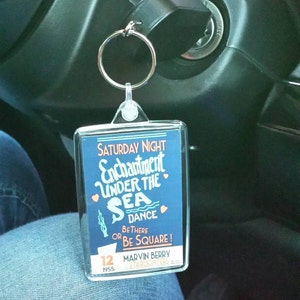 SATURDAY NIGHT
Enchantment
UNDER THE
SEA
DANCE
BE THERE
OR BE SQUARE!
12
1955
MARVIN BERRY